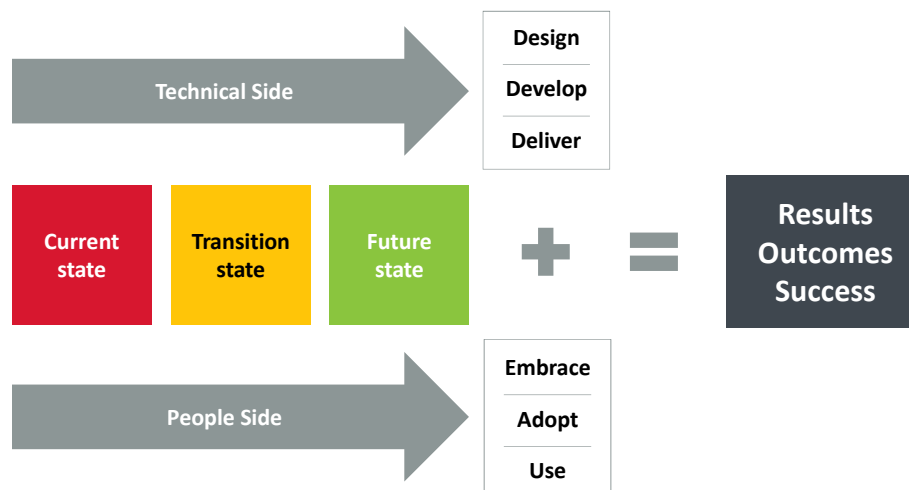 Technical Side
Design
Develop
Deliver
Current
state
Transition
state
Future
state
+
=
Results
Outcomes
Success
People Side
Embrace
Adopt
Use